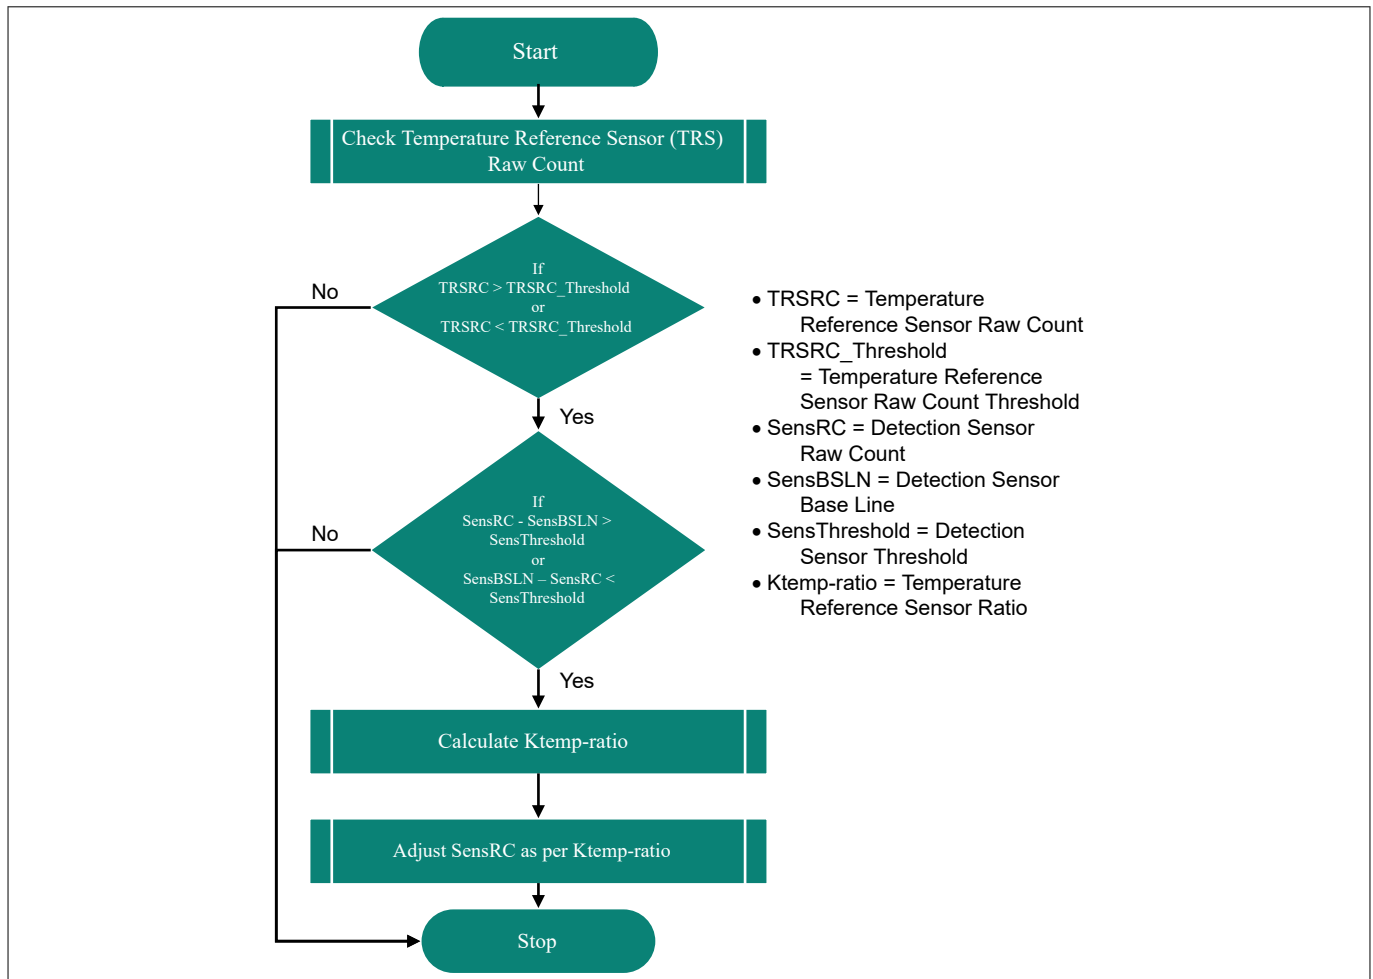 Start
Check Temperature Reference Sensor (TRS)
Raw Count
If
TRSRC > TRSRC_Threshold
or
TRSRC < TRSRC_Threshold
No
Yes
If
SensRC - SensBSLN >
SensThreshold
or
SensBSLN – SensRC <
SensThreshold
No
Yes
Calculate Ktemp-ratio
Adjust SensRC as per Ktemp-ratio
Stop
• TRSRC = Temperature
Reference Sensor Raw Count
• TRSRC_Threshold
= Temperature Reference
Sensor Raw Count Threshold
• SensRC = Detection Sensor
Raw Count
• SensBSLN = Detection Sensor
Base Line
• SensThreshold = Detection
Sensor Threshold
• Ktemp-ratio = Temperature
Reference Sensor Ratio